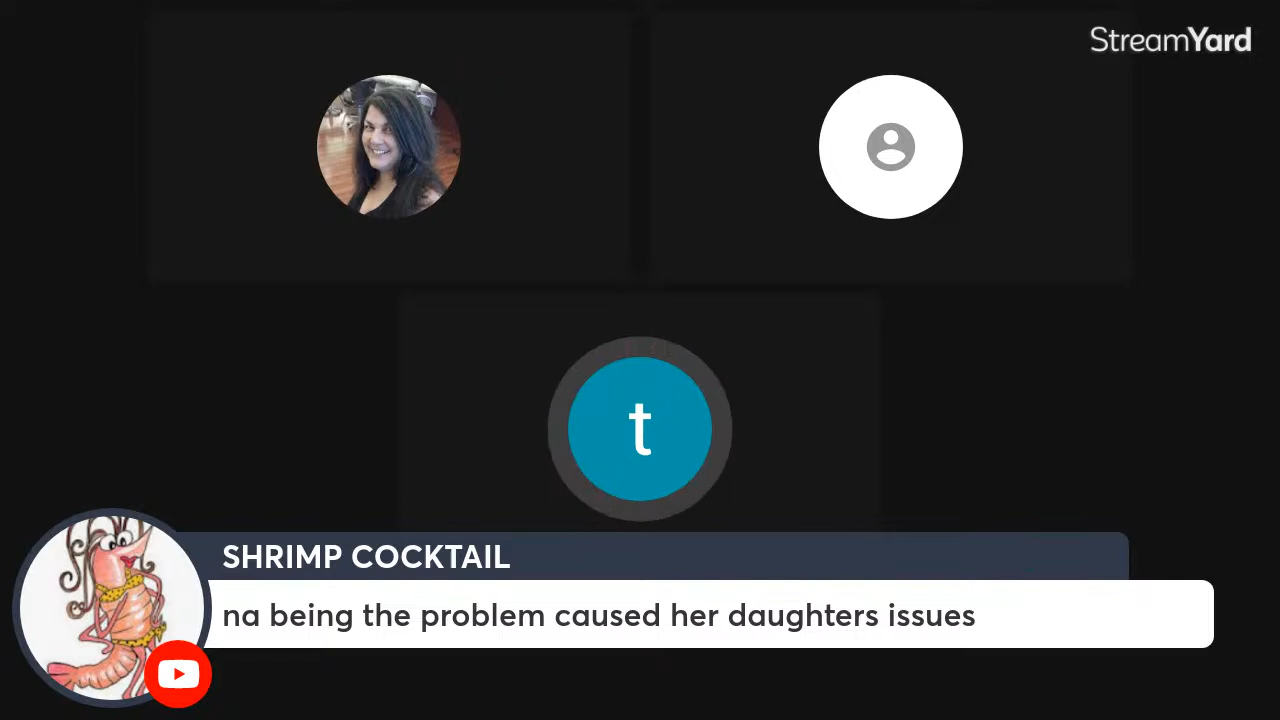 StreamYard
t
SHRIMP COCKTAIL
na being the problem caused her daughters issues